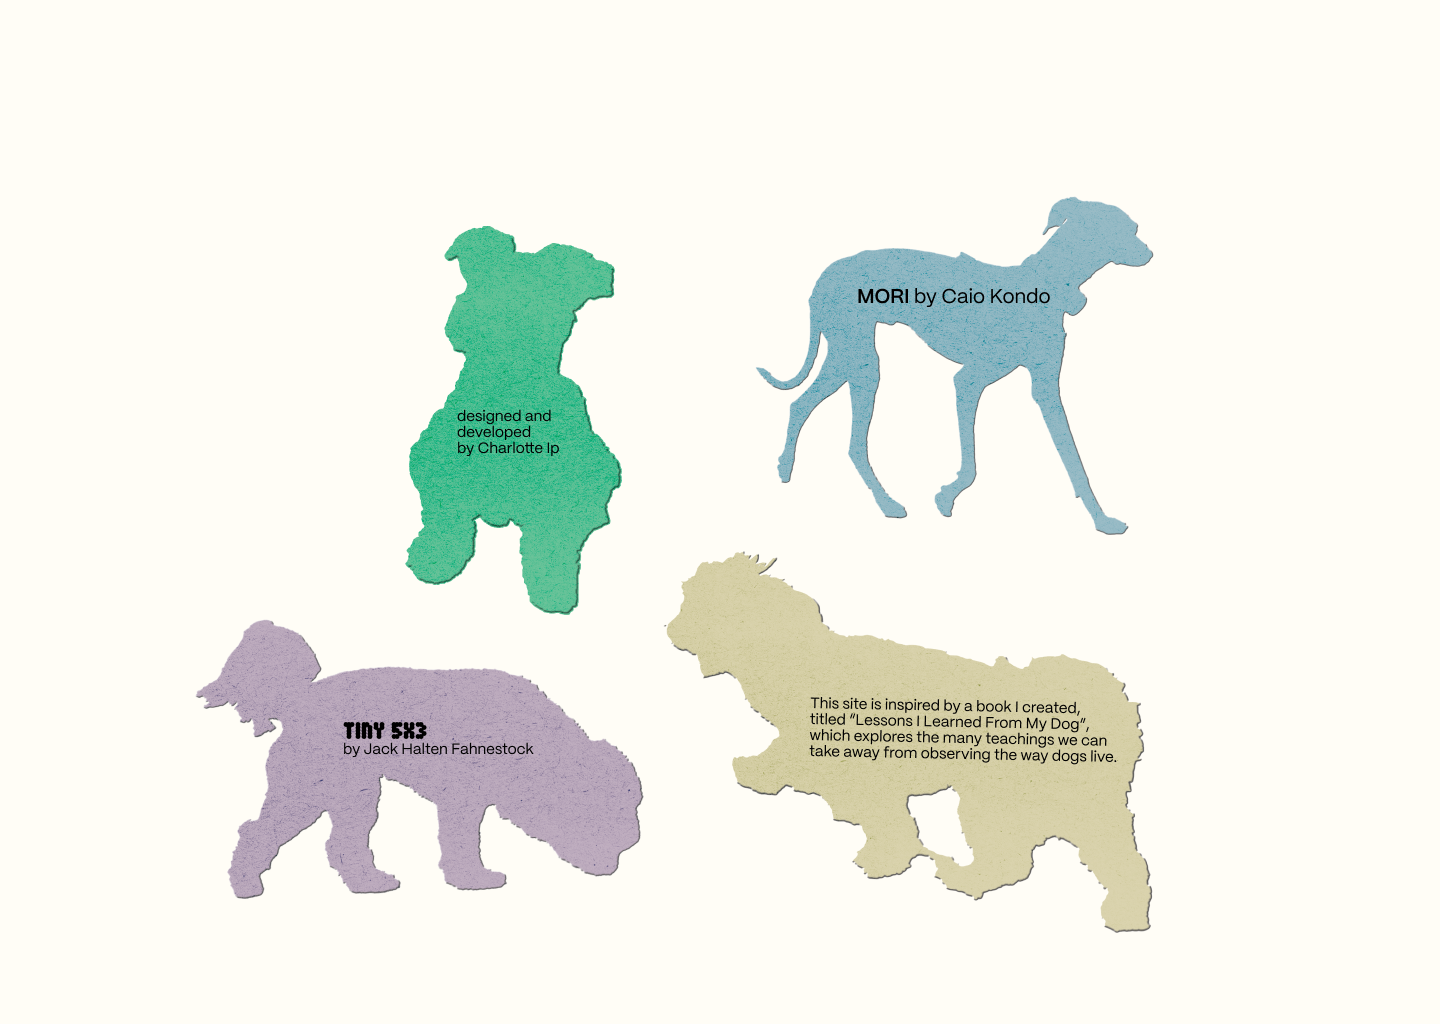 MORI by Caio Kondo
designed and
developed
by Charlotte Ip
This site is inspired by a book I created,
titled “Lessons I Learned From My Dog”,
which explores the many teachings we can
take away from observing the way dogs live.
TINY 5X3
by Jack Halten Fahnestock